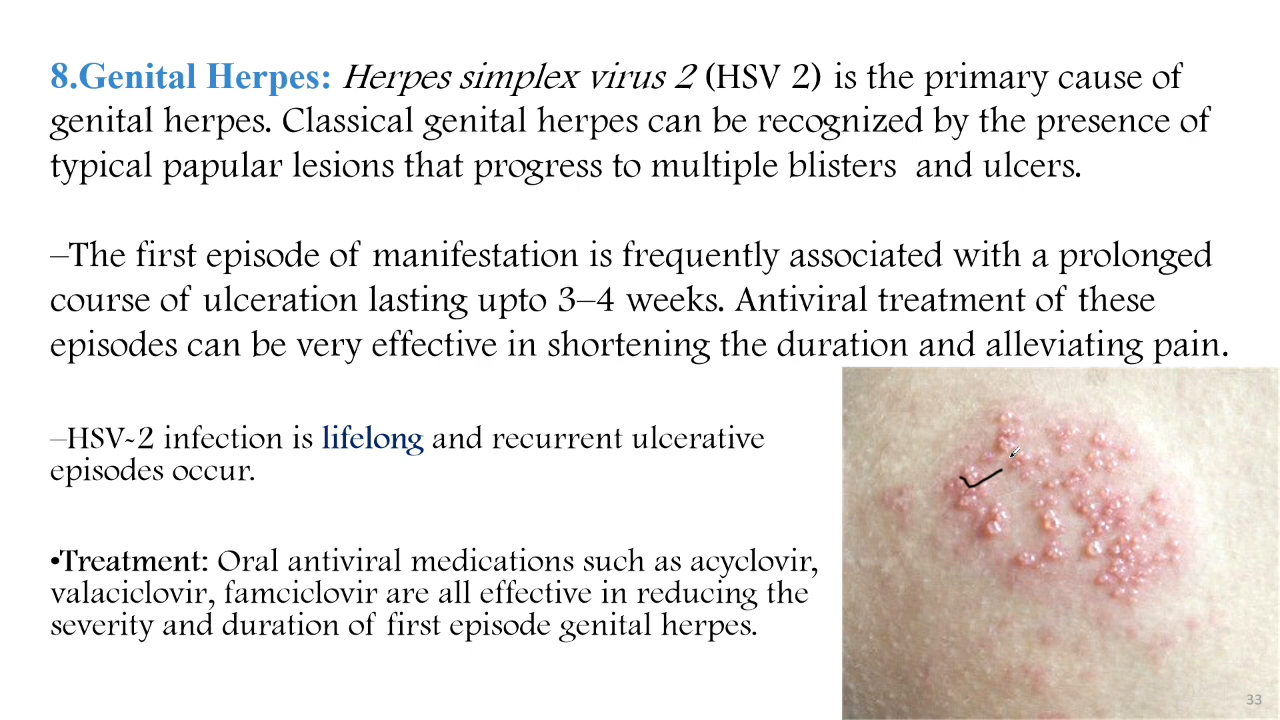 8.Genital Herpes: Herpes simplex virus 2 (HSV 2) is the primary cause of
genital herpes. Classical genital herpes can be recognized by the presence of
typical papular lesions that progress to multiple blisters and ulcers.
–The first episode of manifestation is frequently associated with a prolonged
course of ulceration lasting upto 3–4 weeks. Antiviral treatment of these
episodes can be very effective in shortening the duration and alleviating pain.
–HSV-2 infection is lifelong and recurrent ulcerative
episodes occur.
•Treatment: Oral antiviral medications such as acyclovir,
valaciclovir, famciclovir are all effective in reducing the
severity and duration of first episode genital herpes.
33